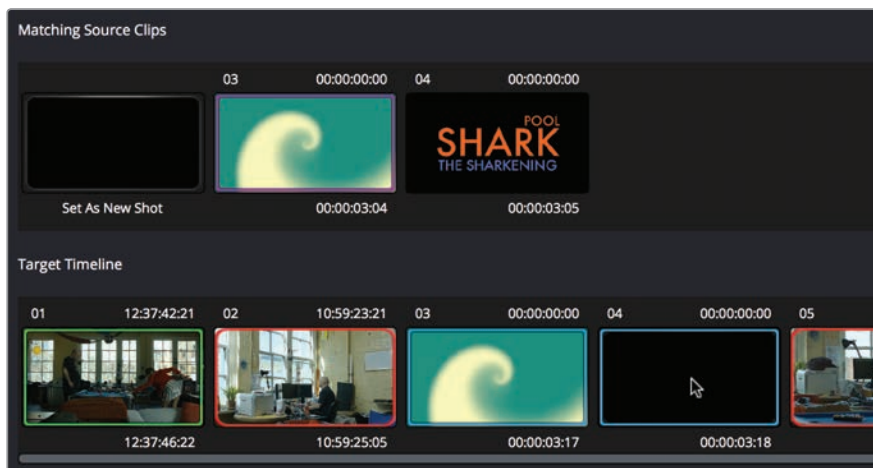 Matching Source Clips
03 00:00:00:00 04 00:00:00:00
POOL
SHARK
THE SHARKENING
Set As New Shot 00:00:03:04 00:00:03:05
Target Timeline
01 12:37:42:21 02 10:59:23:21 03 00:00:00:00 04 00:00:00:00 05
12:37:46:22 10:59:25:05 00:00:03:17 00:00:03:18